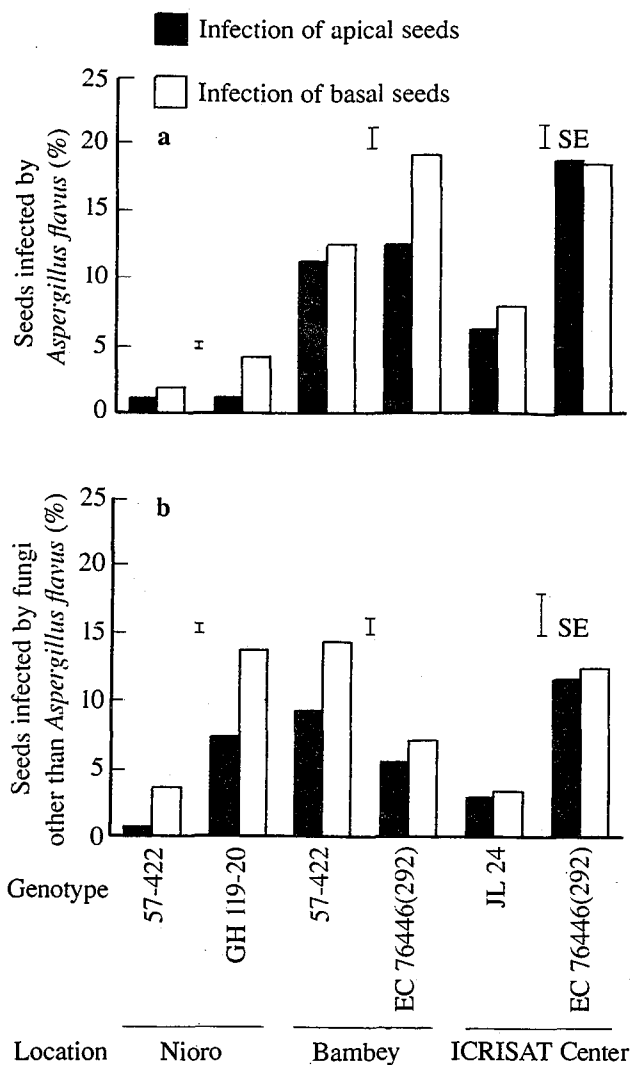 Infection of apical seeds
Infection of basal seeds
a
SE
25
20
15
10
5
0
Seeds infected by
Aspergillus flavus (%)
b
SE
25
20
15
10
5
0
Seeds infected by fungi
other than Aspergillus flavus (%)
Genotype
57-422
GH 119-20
57-422
EC 76446(292)
JL 24
EC 76446(292)
Location
Nioro
Bambey
ICRISAT Center